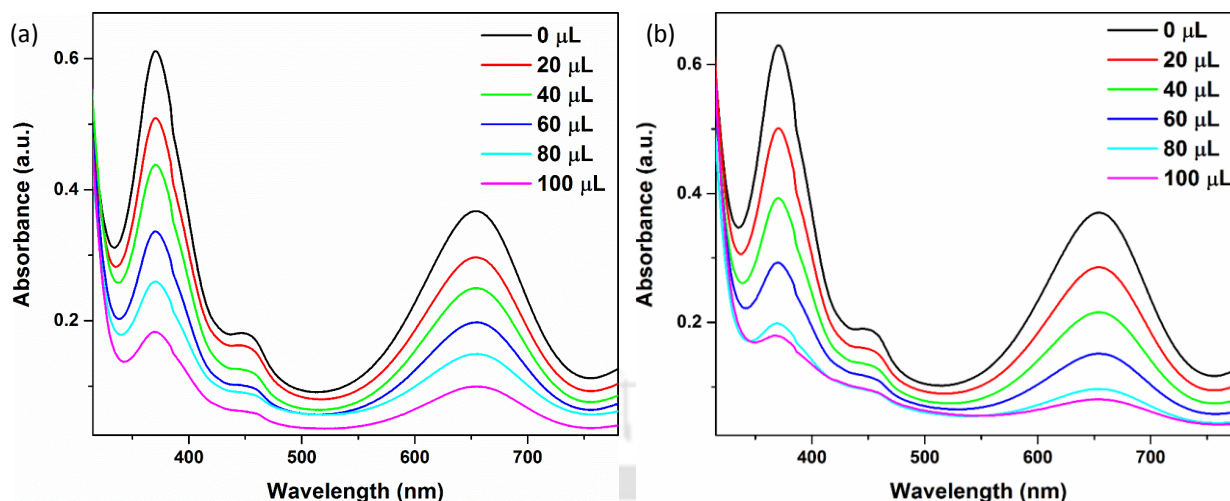 (a)
0 μL
20 μL
40 μL
60 μL
80 μL
100 μL
0.6
0.4
0.2
Absorbance (a.u.)
400 500 600 700
Wavelength (nm)
(b)
0 μL
20 μL
40 μL
60 μL
80 μL
100 μL
0.6
0.4
0.2
Absorbance (a.u.)
400 500 600 700
Wavelength (nm)